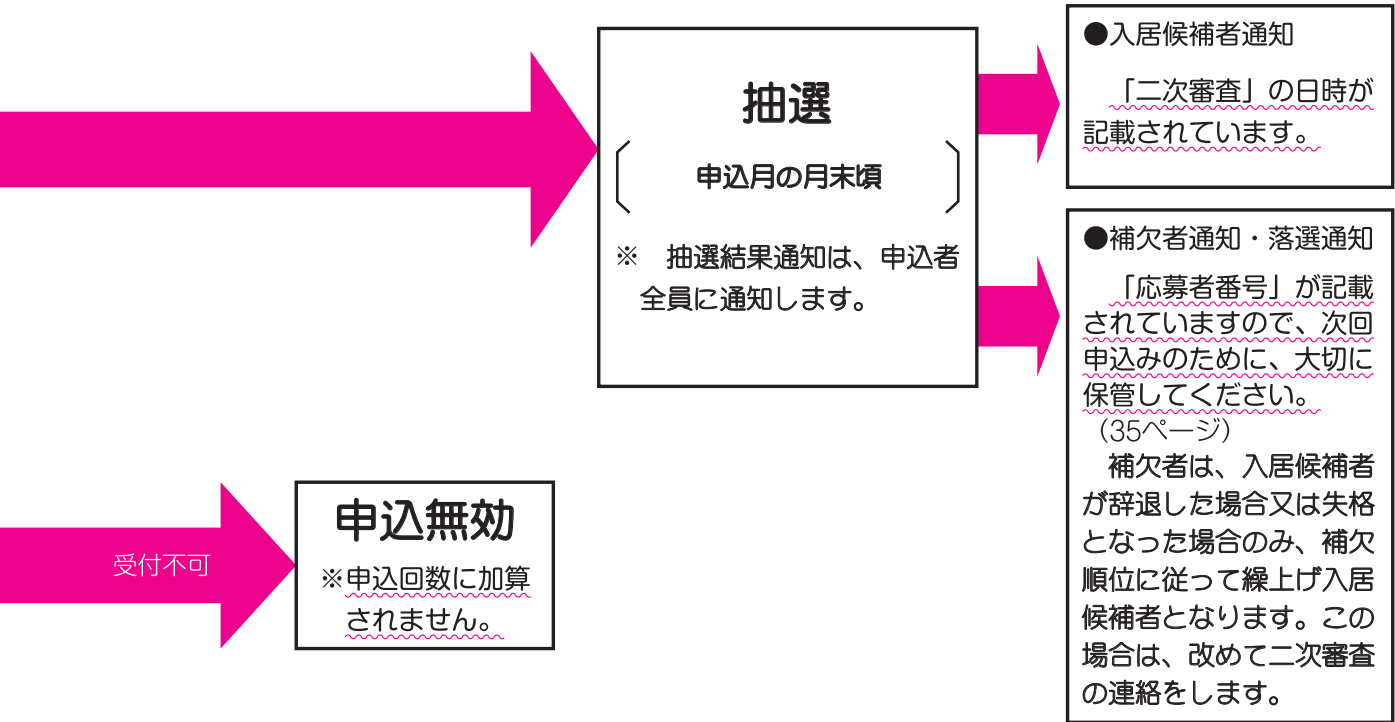 抽選
申込月の月末頃
※　抽選結果通知は、申込者
全員に通知します。
●入居候補者通知
「二次審査」の日時が
記載されています。
●補欠者通知・落選通知
「応募者番号」が記載
されていますので、次回
申込みのために、大切に
保管してください。
（35ページ）
補欠者は、入居候補者
が辞退した場合又は失格
となった場合のみ、補欠
順位に従って繰上げ入居
候補者となります。この
場合は、改めて二次審査
の連絡をします。
受付不可
申込無効
※申込回数に加算
されません。